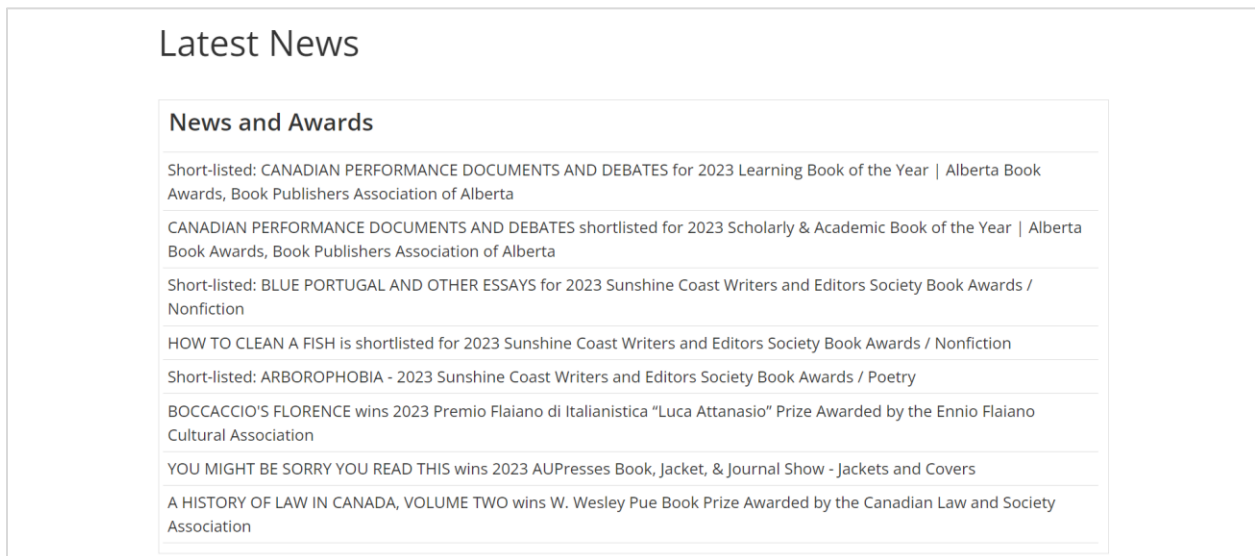 Latest News
News and Awards
Short-listed: CANADIAN PERFORMANCE DOCUMENTS AND DEBATES for 2023 Learning Book of the Year | Alberta Book
Awards, Book Publishers Association of Alberta
CANADIAN PERFORMANCE DOCUMENTS AND DEBATES shortlisted for 2023 Scholarly & Academic Book of the Year | Alberta
Book Awards, Book Publishers Association of Alberta
Short-listed: BLUE PORTUGAL AND OTHER ESSAYS for 2023 Sunshine Coast Writers and Editors Society Book Awards /
Nonfiction
HOW TO CLEAN A FISH is shortlisted for 2023 Sunshine Coast Writers and Editors Society Book Awards / Nonfiction
Short-listed: ARBOROPHOBIA - 2023 Sunshine Coast Writers and Editors Society Book Awards / Poetry
BOCCACCIO'S FLORENCE wins 2023 Premio Flaiano di Italianistica “Luca Attanasio” Prize Awarded by the Ennio Flaiano
Cultural Association
YOU MIGHT BE SORRY YOU READ THIS wins 2023 AUPresses Book, Jacket, & Journal Show - Jackets and Covers
A HISTORY OF LAW IN CANADA, VOLUME TWO wins W. Wesley Pue Book Prize Awarded by the Canadian Law and Society
Association